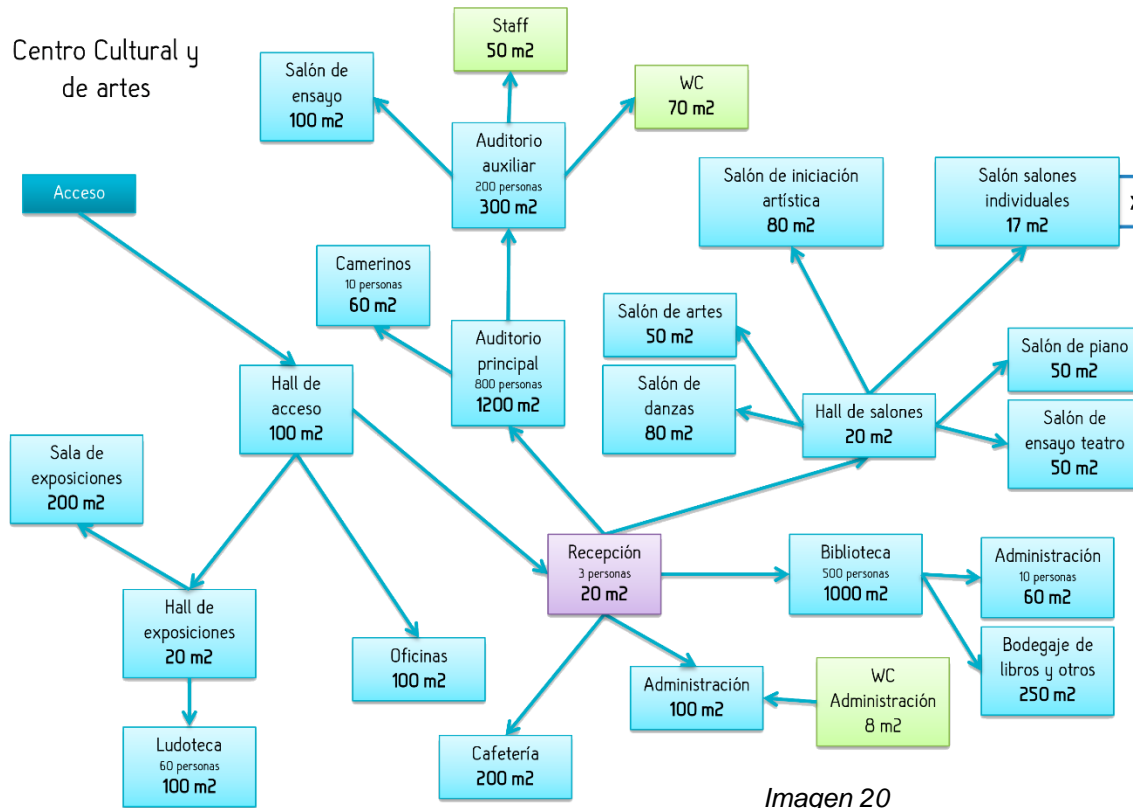 Centro Cultural y
de artes
Staff
50 m2
Salón de
ensayo
100 m2
WC
70 m2
Auditorio
auxiliar
200 personas
300 m2
Acceso
Salón de iniciación
artística
80 m2
Salón salones
individuales
17 m2
Camerinos
10 personas
60 m2
Auditorio
principal
800 personas
1200 m2
Salón de artes
50 m2
Salón de
danzas
80 m2
Hall de salones
20 m2
Salón de piano
50 m2
Salón de
ensayo teatro
50 m2
Hall de
acceso
100 m2
Sala de
exposiciones
200 m2
Hall de
exposiciones
20 m2
Ludoteca
60 personas
100 m2
Oficinas
100 m2
Recepción
3 personas
20 m2
Biblioteca
500 personas
1000 m2
Administración
10 personas
60 m2
Bodegaje de
libros y otros
250 m2
Administración
100 m2
WC
Administración
8 m2
Cafetería
200 m2
Imagen 20